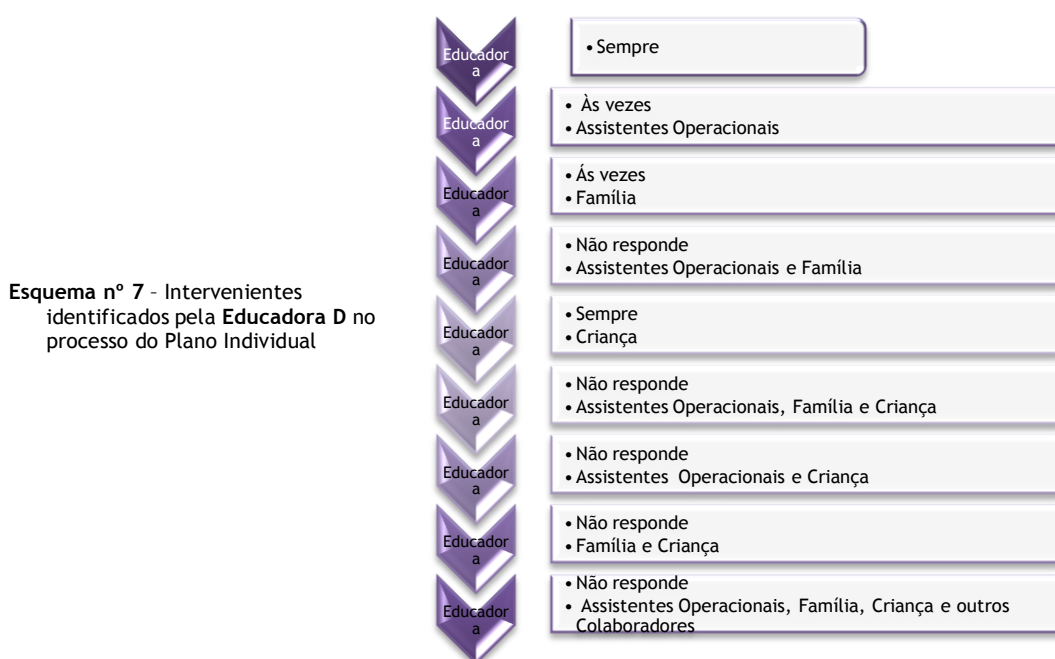 Educador
a
• Sempre
Educador
a
• Às vezes
• Assistentes Operacionais
Educador
a
• Ás vezes
• Família
Educador
a
• Não responde
• Assistentes Operacionais e Família
Esquema nº 7 – Intervenientes
identificados pela Educadora D no
processo do Plano Individual
Educador
a
• Sempre
• Criança
Educador
a
• Não responde
• Assistentes Operacionais, Família e Criança
Educador
a
• Não responde
• Assistentes Operacionais e Criança
Educador
a
• Não responde
• Família e Criança
Educador
a
• Não responde
• Assistentes Operacionais, Família, Criança e outros
Colaboradores